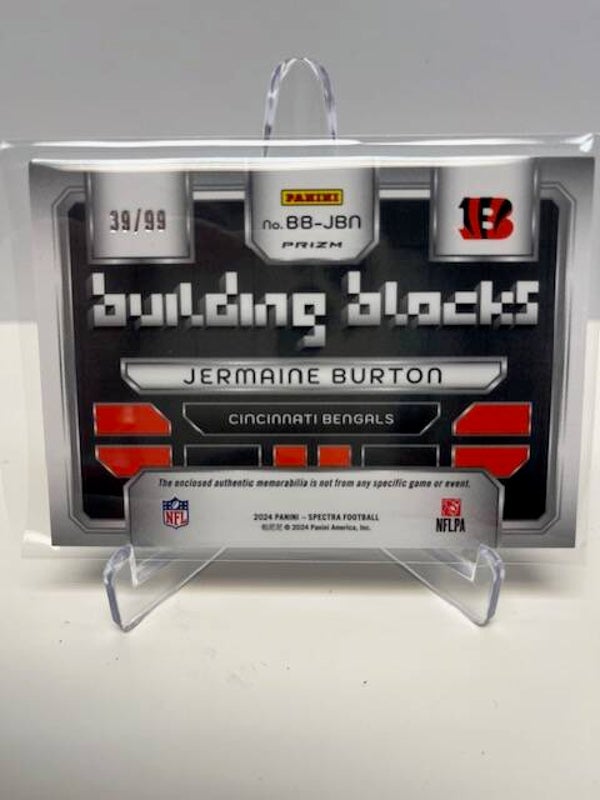 39/99
PANINI
no. BB-JBN
PRIZM
B
building blocks
JERMAINE BURTON
CINCINNATI BENGALS
The enclosed authentic memorabilia is not from any specific game or event.
NFL
2024 PANINI – SPECTRA FOOTBALL
© 2024 Panini America, Inc.
NFLPA